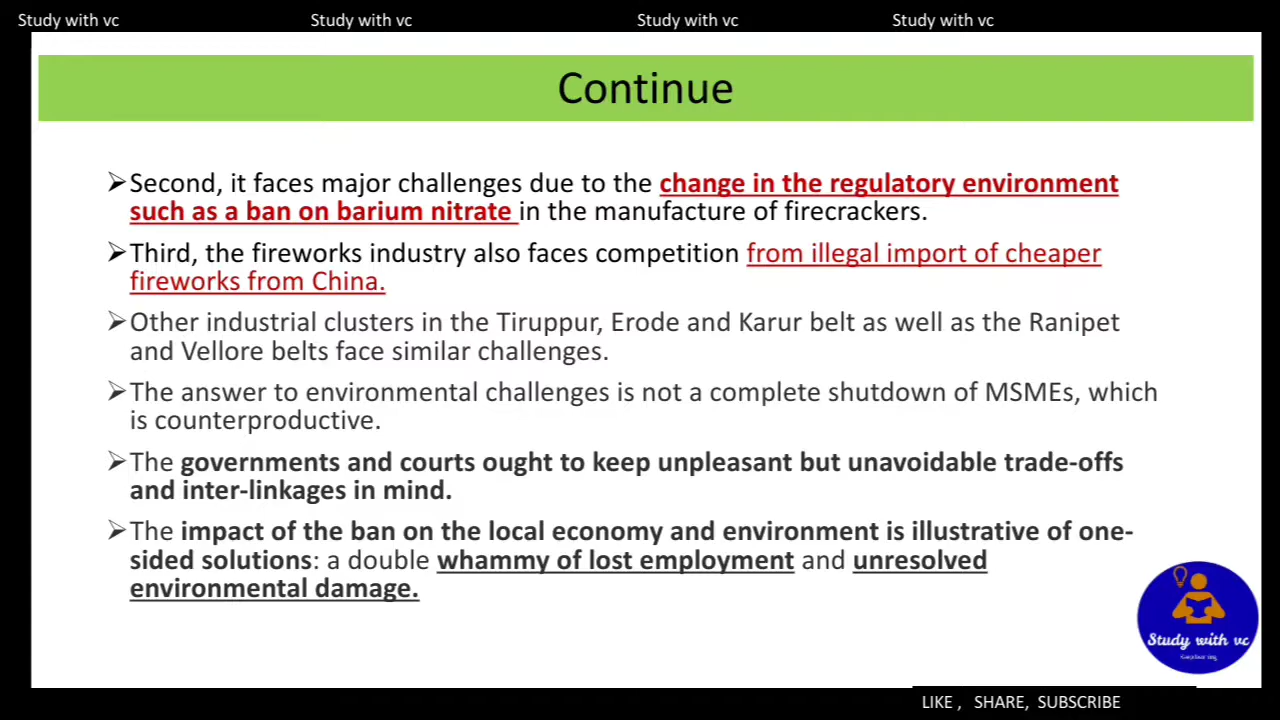 Study with vc Study with vc Study with vc Study with vc
Continue
➢Second, it faces major challenges due to the change in the regulatory environment
such as a ban on barium nitrate in the manufacture of firecrackers.
➢Third, the fireworks industry also faces competition from illegal import of cheaper
fireworks from China.
➢Other industrial clusters in the Tiruppur, Erode and Karur belt as well as the Ranipet
and Vellore belts face similar challenges.
➢The answer to environmental challenges is not a complete shutdown of MSMEs, which
is counterproductive.
➢The governments and courts ought to keep unpleasant but unavoidable trade-offs
and inter-linkages in mind.
➢The impact of the ban on the local economy and environment is illustrative of one-
sided solutions: a double whammy of lost employment and unresolved
environmental damage.
Study with vc
LIKE , SHARE, SUBSCRIBE